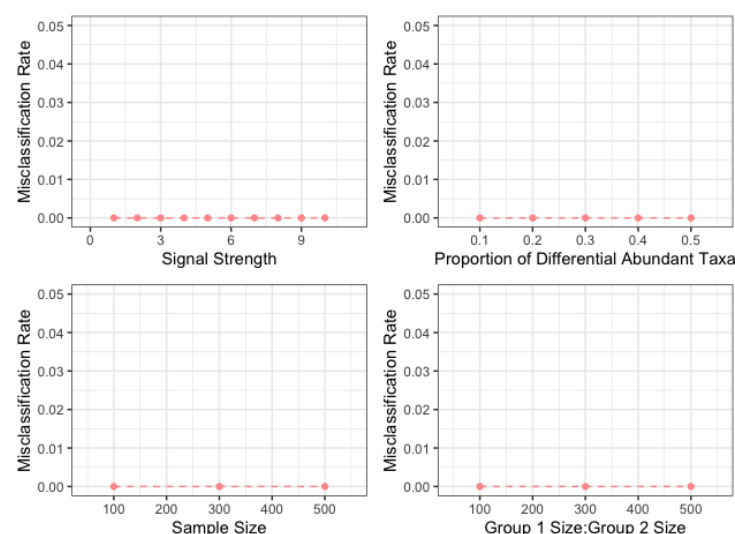 0.05
0.04
0.03
0.02
0.01
0.00
Misclassification Rate
0 3 6 9
Signal Strength
0.05
0.04
0.03
0.02
0.01
0.00
Misclassification Rate
0.1 0.2 0.3 0.4 0.5
Proportion of Differential Abundant Taxa
0.05
0.04
0.03
0.02
0.01
0.00
Misclassification Rate
100 200 300 400 500
Sample Size
0.05
0.04
0.03
0.02
0.01
0.00
Misclassification Rate
100 200 300 400 500
Group 1 Size:Group 2 Size